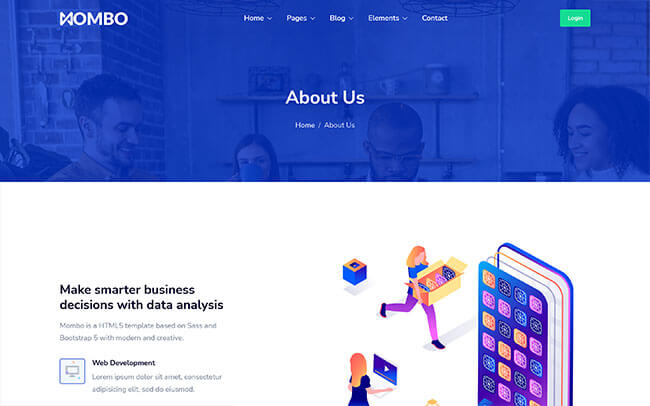 MOMBO
Home Pages Blog Elements Contact
Login
About Us
Home / About Us
Make smarter business
decisions with data analysis
Mombo is a HTML5 template based on Sass and
Bootstrap 5 with modern and creative.
Web Development
Lorem ipsum dolor sit amet, consectetur
adipisicing elit, sed do eiusmod.